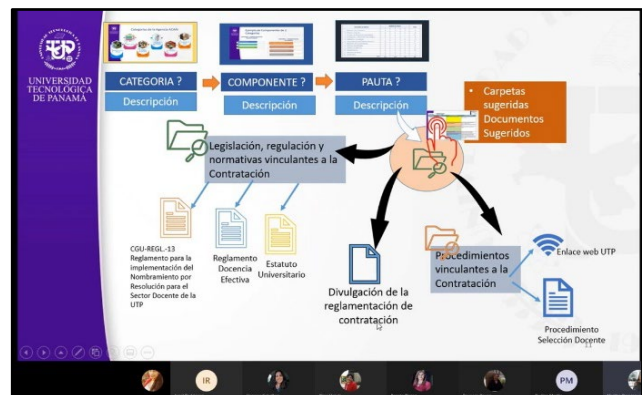 UNIVERSIDAD
TECNOLÓGICA
DE PANAMÁ
CATEGORIA ?
COMPONENTE ?
PAUTA ?
Descripción
Descripción
Descripción
• Carpetas
sugeridas
Documentos
Sugeridos
Legislación, regulación y
normativas vinculantes a la
Contratación
CGU-REGL.-13
Reglamento para la
implementación del
Nombramiento por
Resolución para el
Sector Docente de la
UTP
Reglamento
Docencia
Efectiva
Estatuto
Universitario
Divulgación de la
reglamentación de
contratación
Procedimientos
vinculantes a la
Contratación
Enlace web UTP
Procedimiento
Selección Docente
11
IR
PM